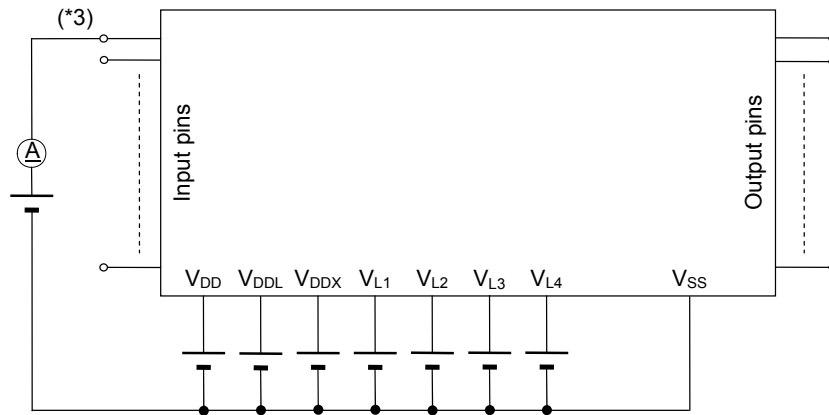 (*3)
A
Input pins
Output pins
VDD VDDL VDDX VL1 VL2 VL3 VL4 VSS